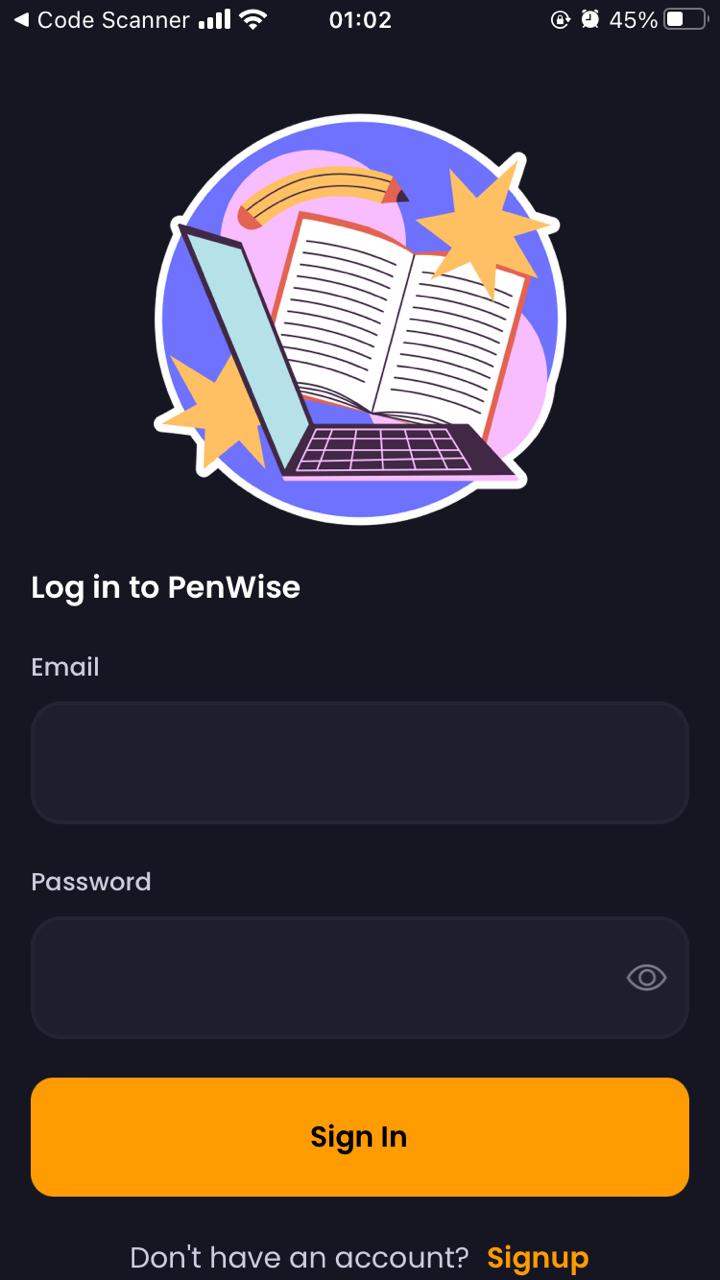 Code Scanner 01:02 45%
Log in to PenWise
Email
Password
Sign In
Don't have an account? Signup